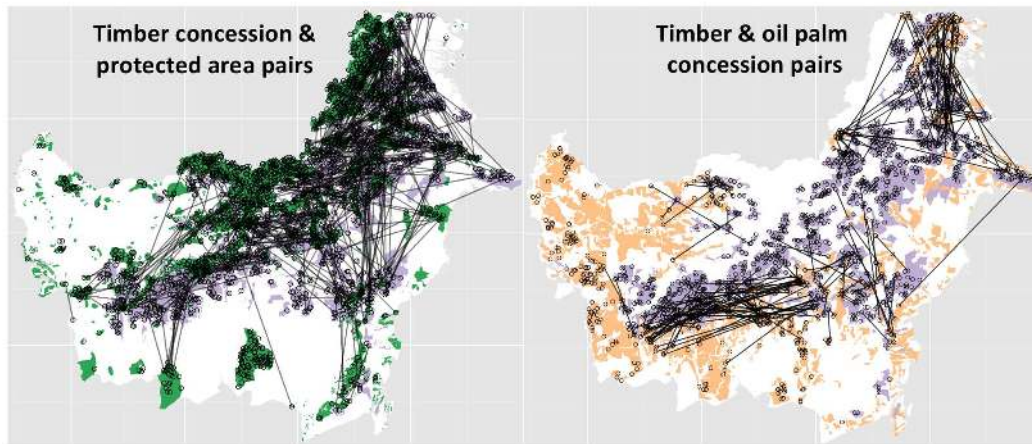 Timber concession &
protected area pairs
Timber & oil palm
concession pairs